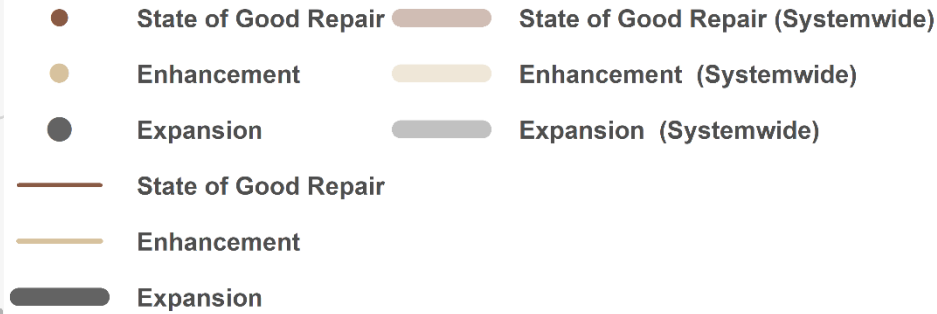 State of Good Repair
State of Good Repair (Systemwide)
Enhancement
Enhancement (Systemwide)
Expansion
Expansion (Systemwide)
State of Good Repair
Enhancement
Expansion